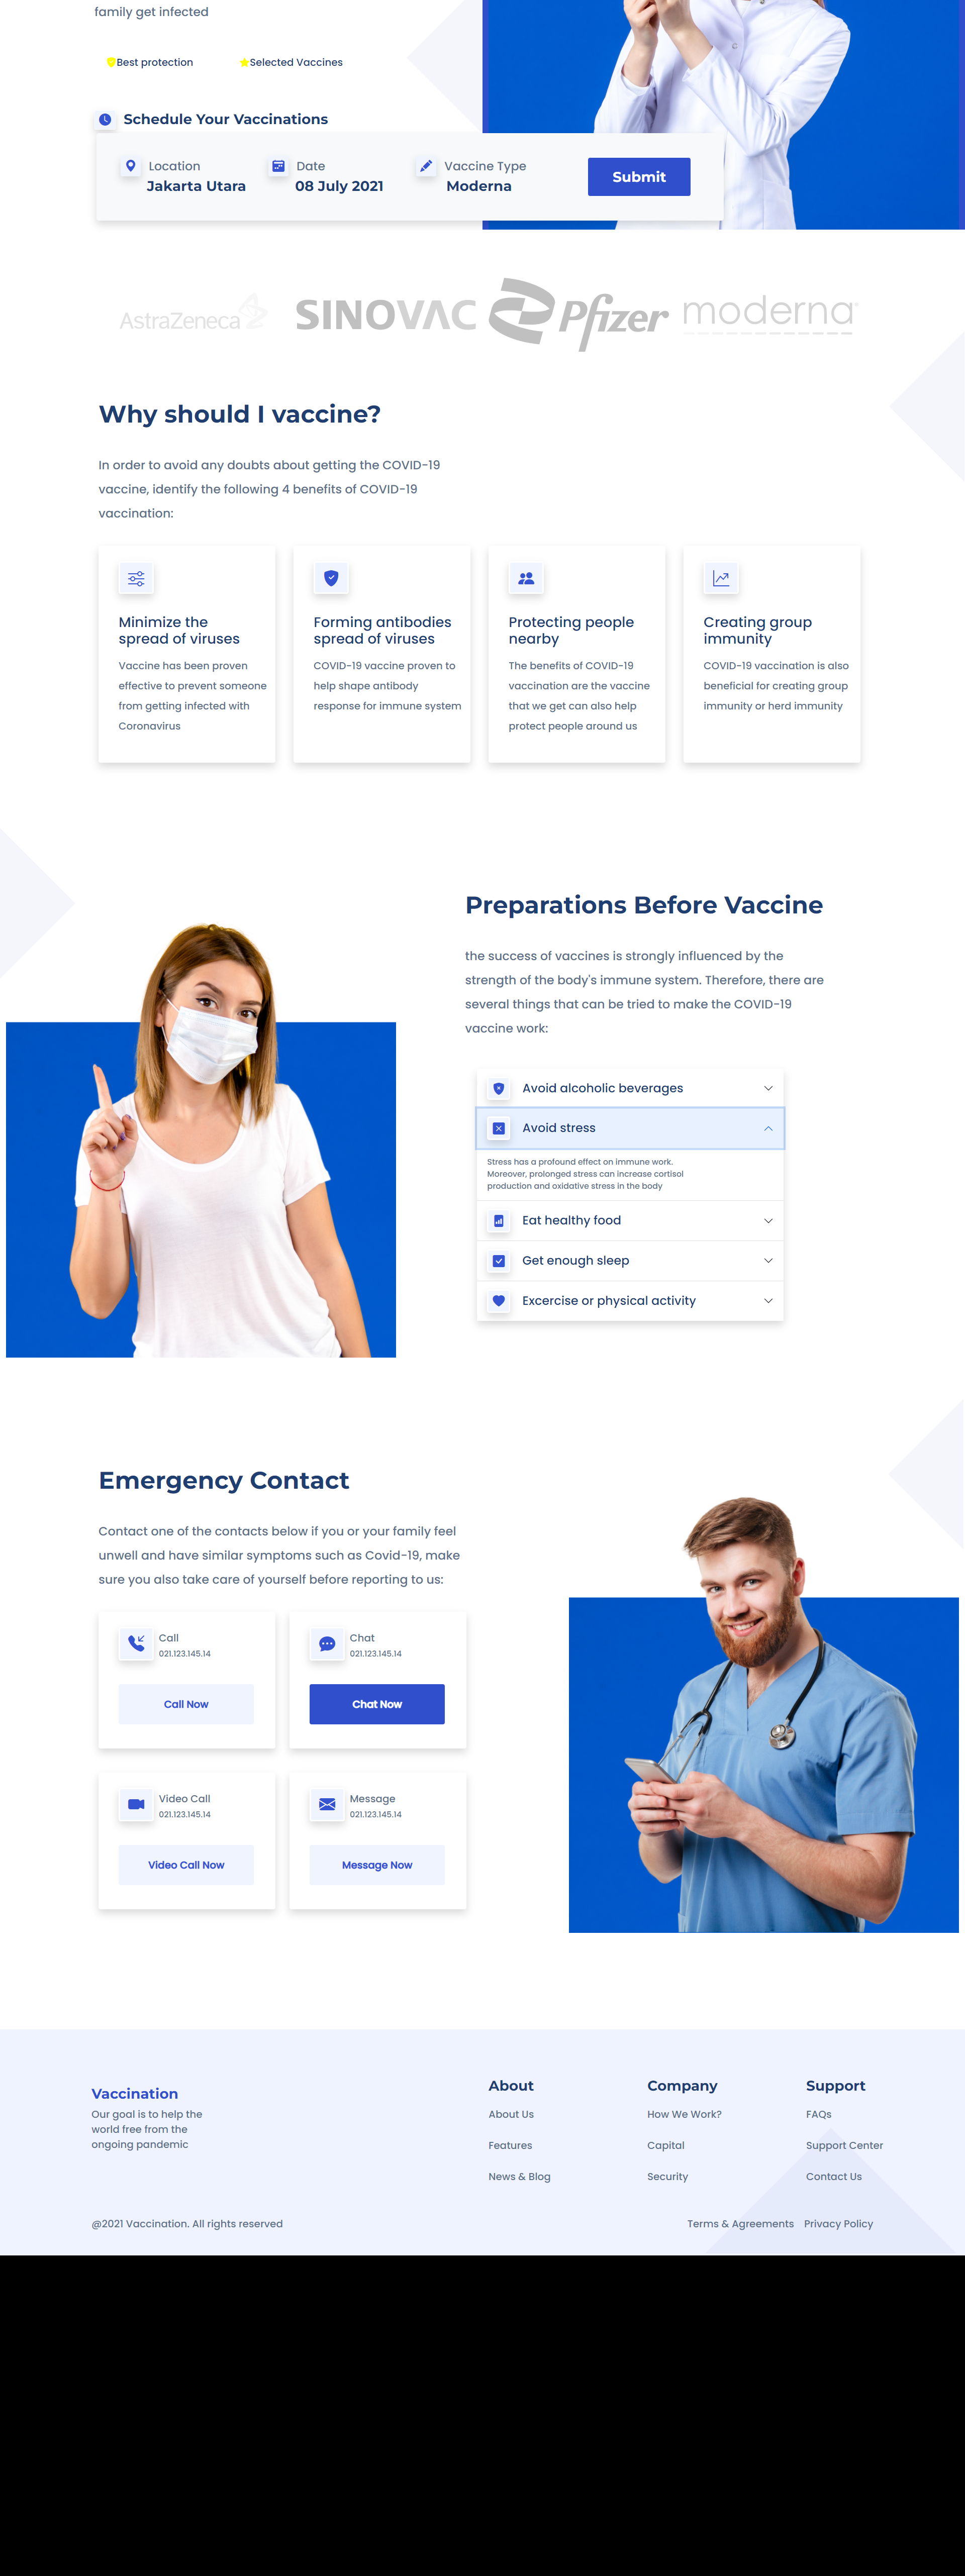 family get infected
Best protection
Selected Vaccines
Schedule Your Vaccinations
Location
Jakarta Utara
Date
08 July 2021
Vaccine Type
Moderna
Submit
AstraZeneca
SINOVAC
Pfizer
moderna
Why should I vaccine?
In order to avoid any doubts about getting the COVID-19
vaccine, identify the following 4 benefits of COVID-19
vaccination:
Minimize the
spread of viruses
Vaccine has been proven
effective to prevent someone
from getting infected with
Coronavirus
Forming antibodies
spread of viruses
COVID-19 vaccine proven to
help shape antibody
response for immune system
Protecting people
nearby
The benefits of COVID-19
vaccination are the vaccine
that we get can also help
protect people around us
Creating group
immunity
COVID-19 vaccination is also
beneficial for creating group
immunity or herd immunity
Preparations Before Vaccine
the success of vaccines is strongly influenced by the
strength of the body's immune system. Therefore, there are
several things that can be tried to make the COVID-19
vaccine work:
Avoid alcoholic beverages
Avoid stress
Stress has a profound effect on immune work.
Moreover, prolonged stress can increase cortisol
production and oxidative stress in the body
Eat healthy food
Get enough sleep
Excercise or physical activity
Emergency Contact
Contact one of the contacts below if you or your family feel
unwell and have similar symptoms such as Covid-19, make
sure you also take care of yourself before reporting to us:
Call
021.123.145.14
Call Now
Chat
021.123.145.14
Chat Now
Video Call
021.123.145.14
Video Call Now
Message
021.123.145.14
Message Now
Vaccination
Our goal is to help the
world free from the
ongoing pandemic
About
About Us
Features
News & Blog
Company
How We Work?
Capital
Security
Support
FAQs
Support Center
Contact Us
@2021 Vaccination. All rights reserved
Terms & Agreements
Privacy Policy